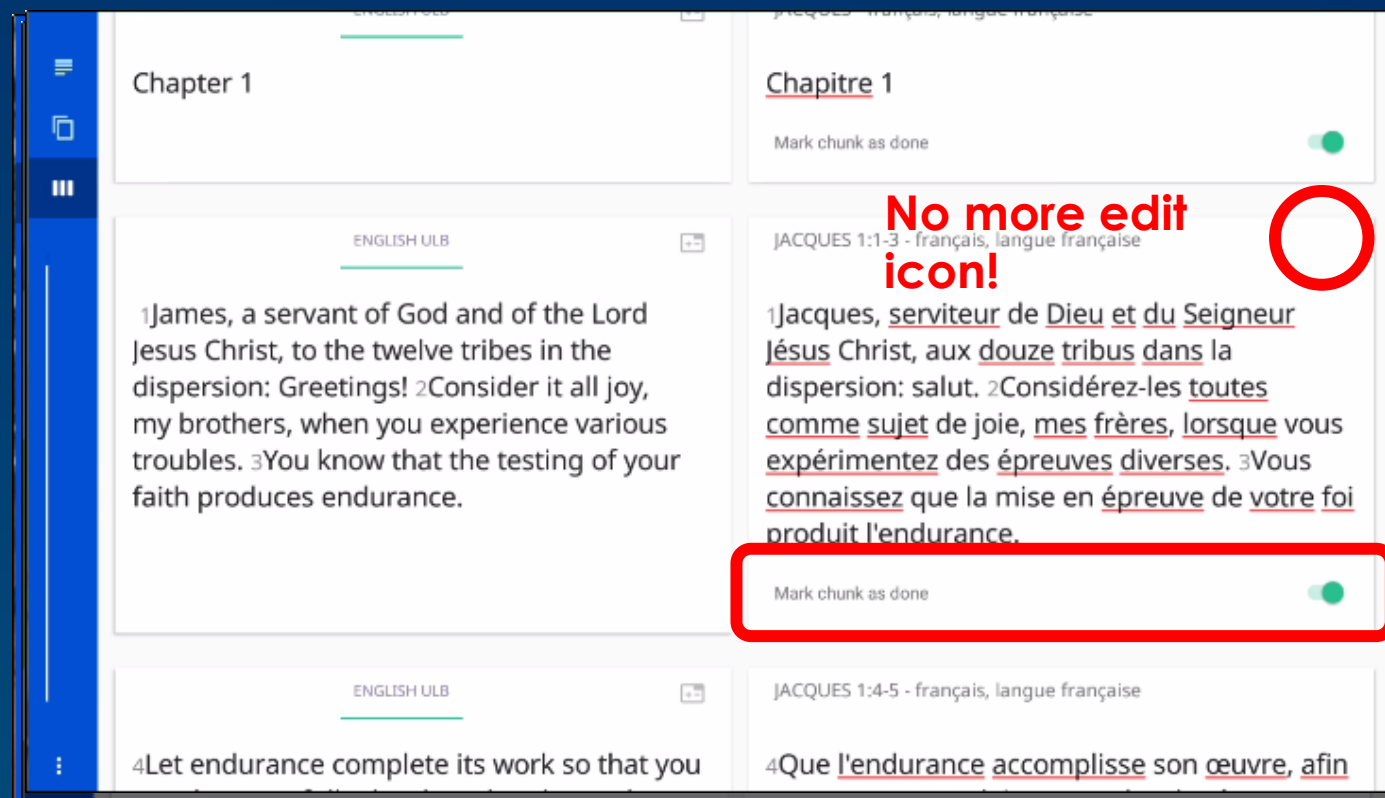 ENGLISH ULB
JACQUES - français, langue française
Chapter 1
Chapitre 1
Mark chunk as done
No more edit
icon!
ENGLISH ULB
JACQUES 1:1-3 - français, langue française
1James, a servant of God and of the Lord
Jesus Christ, to the twelve tribes in the
dispersion: Greetings! 2Consider it all joy,
my brothers, when you experience various
troubles. 3You know that the testing of your
faith produces endurance.
1Jacques, serviteur de Dieu et du Seigneur
Jésus Christ, aux douze tribus dans la
dispersion: salut. 2Considérez-les toutes
comme sujet de joie, mes frères, lorsque vous
expérimentez des épreuves diverses. 3Vous
connaissez que la mise en épreuve de votre foi
produit l'endurance.
Mark chunk as done
ENGLISH ULB
JACQUES 1:4-5 - français, langue française
4Let endurance complete its work so that you
4Que l'endurance accomplisse son œuvre, afin